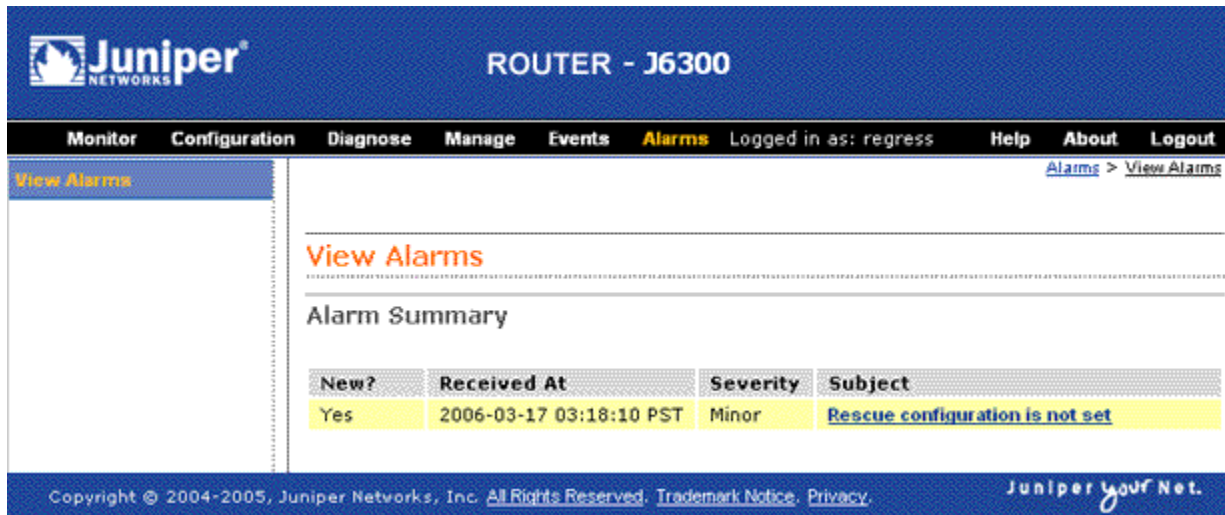 Juniper®
NETWORKS
ROUTER - J6300
Monitor Configuration Diagnose Manage Events Alarms Logged in as: regress Help About Logout
View Alarms
Alarms > View Alarms
View Alarms
Alarm Summary
New? Received At Severity Subject
Yes 2006-03-17 03:18:10 PST Minor Rescue configuration is not set
Copyright © 2004-2005, Juniper Networks, Inc. All Rights Reserved. Trademark Notice. Privacy.
Juniper your Net.